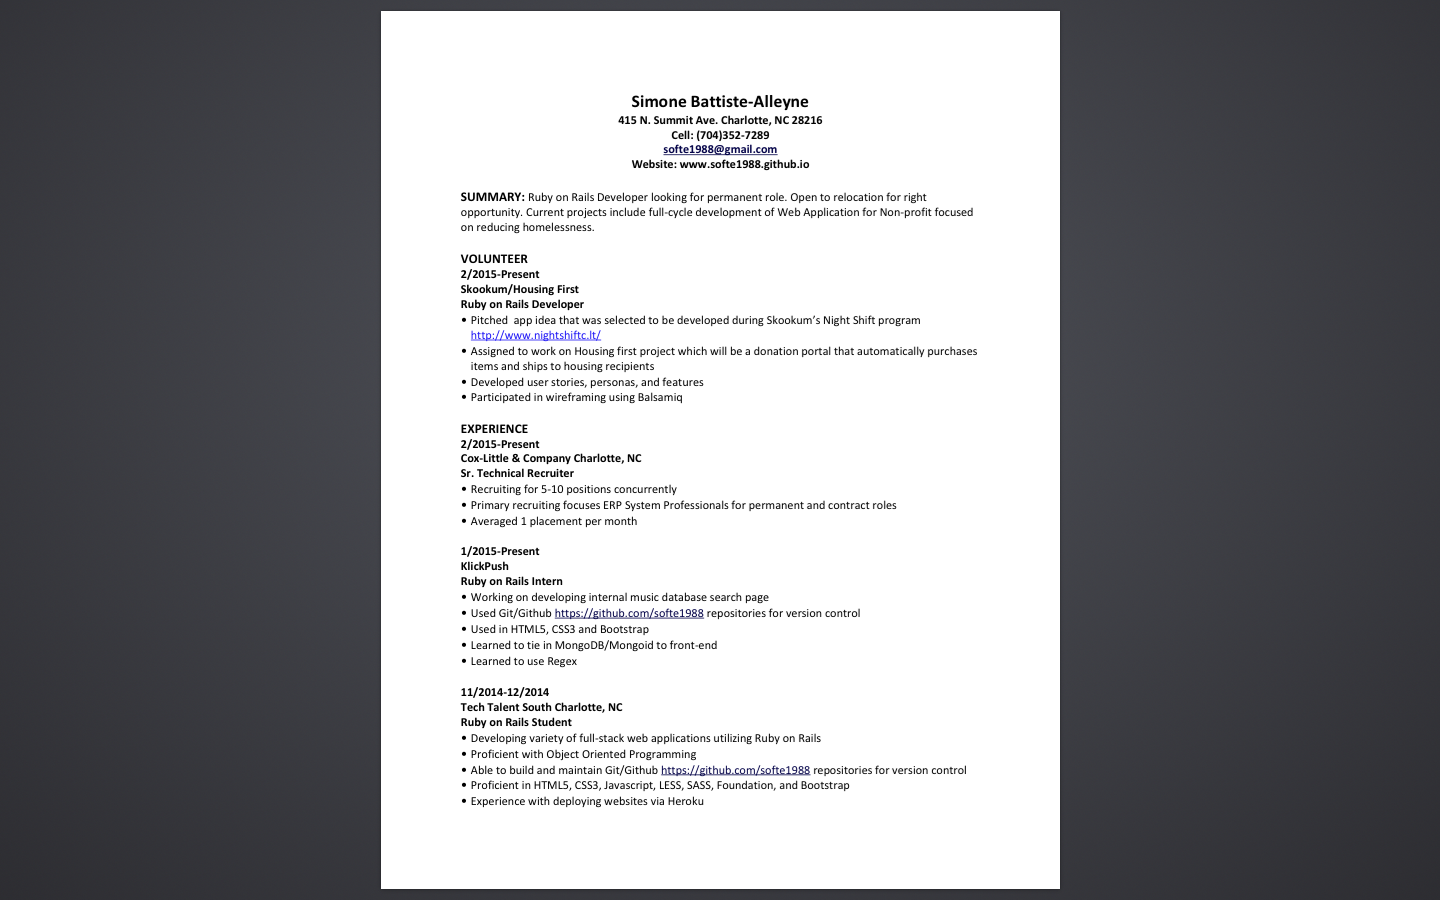 Simone Battiste-Alleyne
415 N. Summit Ave. Charlotte, NC 28216
Cell: (704)352-7289
softe1988@gmail.com
Website: www.softe1988.github.io
SUMMARY: Ruby on Rails Developer looking for permanent role. Open to relocation for right
opportunity. Current projects include full-cycle development of Web Application for Non-profit focused
on reducing homelessness.
VOLUNTEER
2/2015-Present
Skookum/Housing First
Ruby on Rails Developer
• Pitched  app idea that was selected to be developed during Skookum's Night Shift program
http://www.nightshiftc.lt/
• Assigned to work on Housing first project which will be a donation portal that automatically purchases
items and ships to housing recipients
• Developed user stories, personas, and features
• Participated in wireframing using Balsamiq
EXPERIENCE
2/2015-Present
Cox-Little & Company Charlotte, NC
Sr. Technical Recruiter
• Recruiting for 5-10 positions concurrently
• Primary recruiting focuses ERP System Professionals for permanent and contract roles
• Averaged 1 placement per month
1/2015-Present
KlickPush
Ruby on Rails Intern
• Working on developing internal music database search page
• Used Git/Github https://github.com/softe1988 repositories for version control
• Used in HTML5, CSS3 and Bootstrap
• Learned to tie in MongoDB/Mongoid to front-end
• Learned to use Regex
11/2014-12/2014
Tech Talent South Charlotte, NC
Ruby on Rails Student
• Developing variety of full-stack web applications utilizing Ruby on Rails
• Proficient with Object Oriented Programming
• Able to build and maintain Git/Github https://github.com/softe1988 repositories for version control
• Proficient in HTML5, CSS3, Javascript, LESS, SASS, Foundation, and Bootstrap
• Experience with deploying websites via Heroku